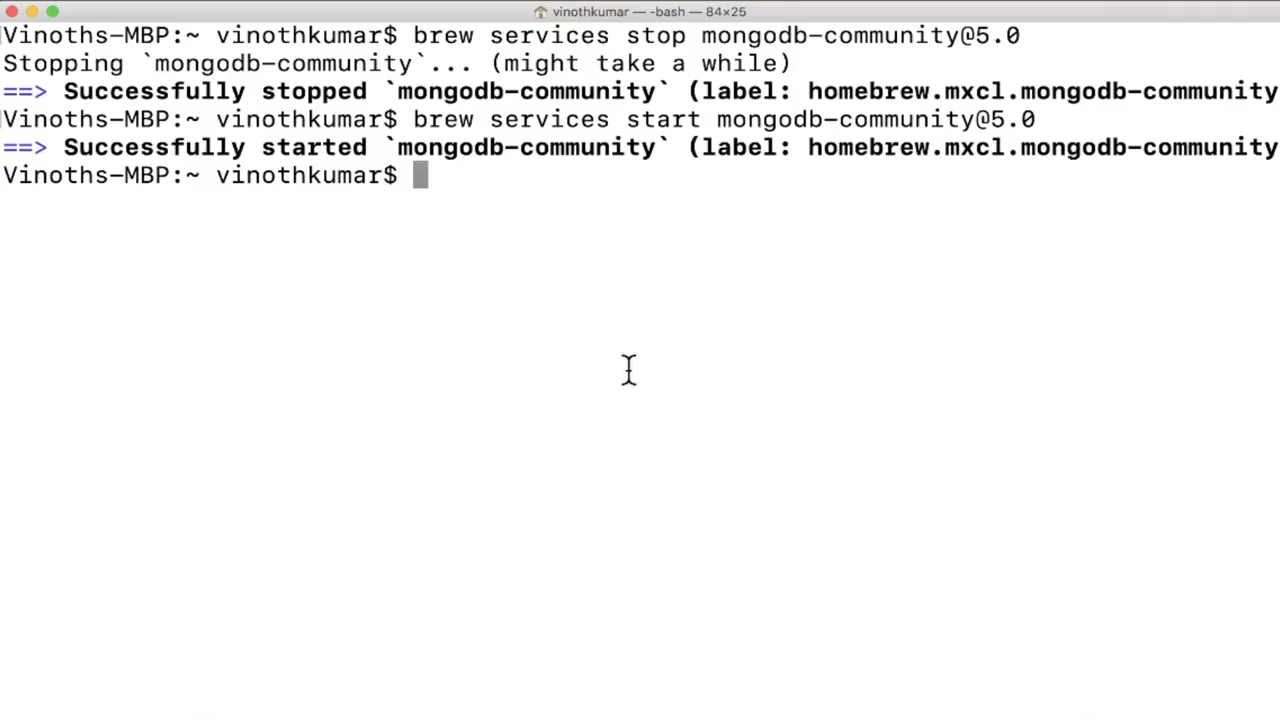 vinothkumar — -bash — 84×25
Vinoths-MBP:~ vinothkumar$ brew services stop mongodb-community@5.0
Stopping `mongodb-community`... (might take a while)
==> Successfully stopped `mongodb-community` (label: homebrew.mxcl.mongodb-community
Vinoths-MBP:~ vinothkumar$ brew services start mongodb-community@5.0
==> Successfully started `mongodb-community` (label: homebrew.mxcl.mongodb-community
Vinoths-MBP:~ vinothkumar$